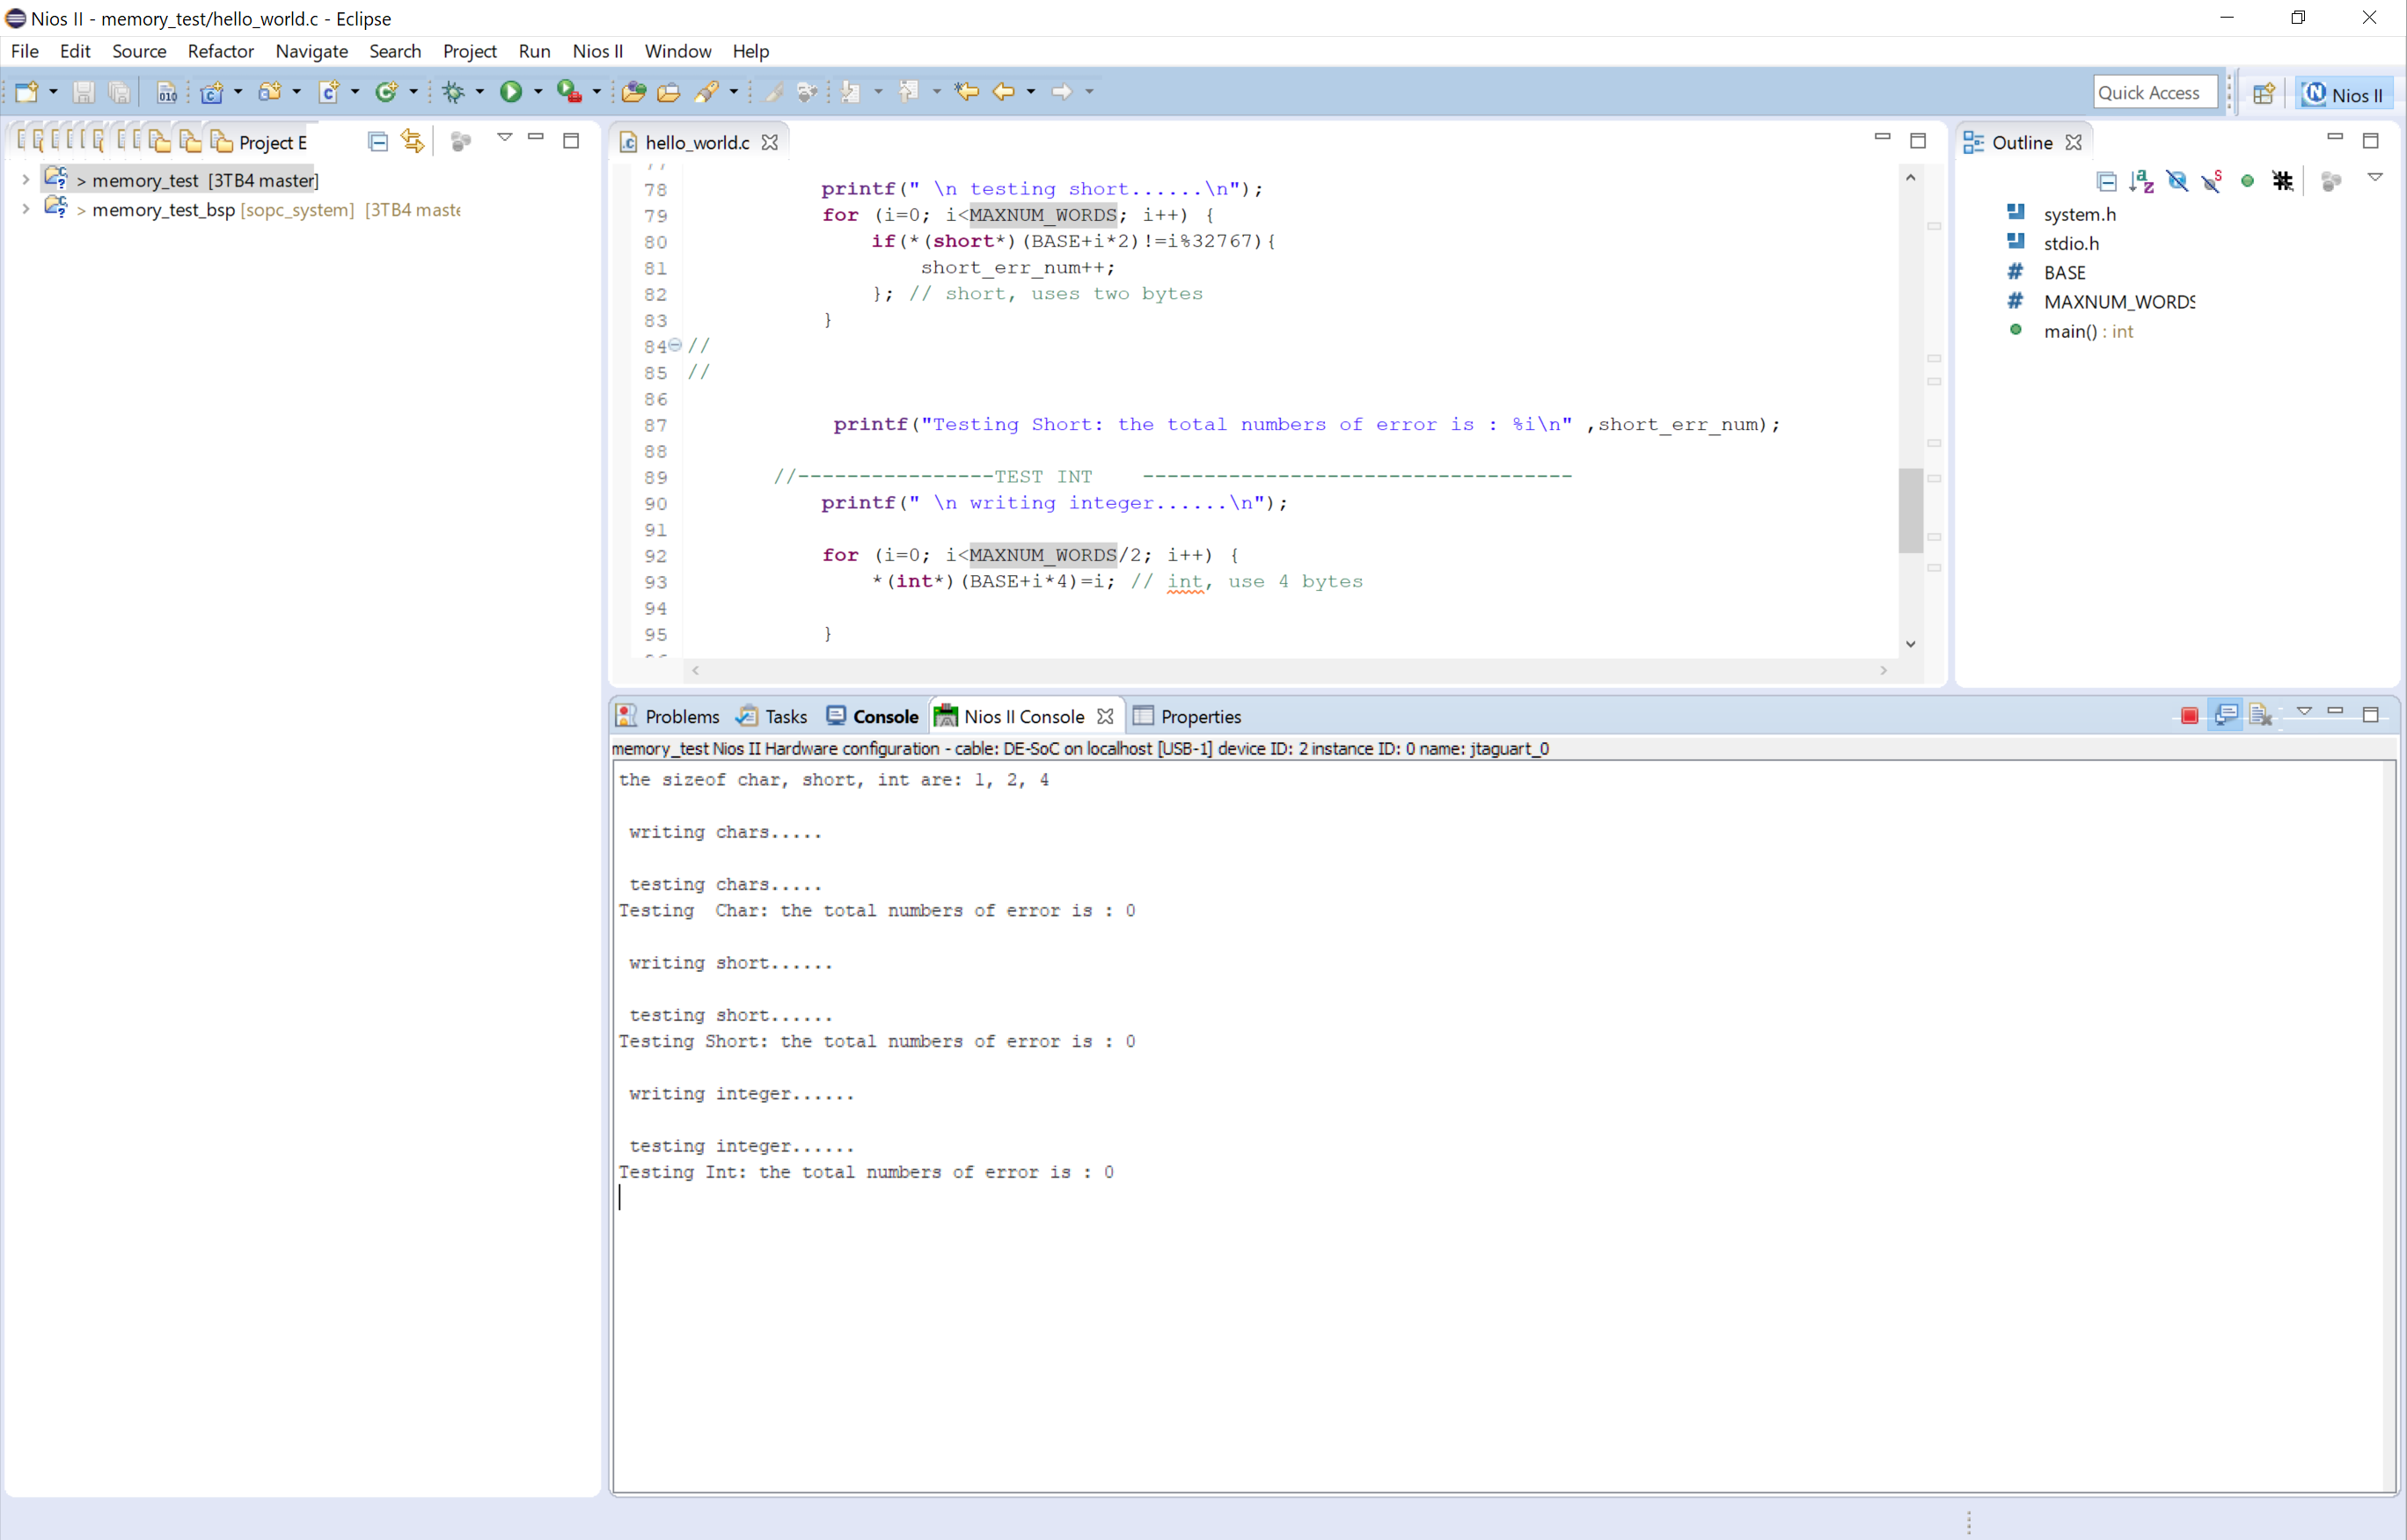 Nios II - memory_test/hello_world.c - Eclipse
File Edit Source Refactor Navigate Search Project Run Nios II Window Help
Quick Access
Nios II
Project E
> memory_test [3TB4 master]
> memory_test_bsp [sopc_system] [3TB4 maste
hello_world.c
78 printf(" \n testing short......\n");
79 for (i=0; i<MAXNUM_WORDS; i++) {
80 if(*(short*)(BASE+i*2)!=i%32767){
81 short_err_num++;
82 }; // short, uses two bytes
83 }
84 //
85 //
86
87 printf("Testing Short: the total numbers of error is : %i\n" ,short_err_num);
88
89 //----------------TEST INT -----------------------------------
90 printf(" \n writing integer......\n");
91
92 for (i=0; i<MAXNUM_WORDS/2; i++) {
93 *(int*)(BASE+i*4)=i; // int, use 4 bytes
94
95 }
Outline
system.h
stdio.h
# BASE
# MAXNUM_WORDS
main() : int
Problems Tasks Console Nios II Console Properties
memory_test Nios II Hardware configuration - cable: DE-SoC on localhost [USB-1] device ID: 2 instance ID: 0 name: jtaguart_0
the sizeof char, short, int are: 1, 2, 4
writing chars.....
testing chars.....
Testing  Char: the total numbers of error is : 0
writing short......
testing short......
Testing Short: the total numbers of error is : 0
writing integer......
testing integer......
Testing Int: the total numbers of error is : 0